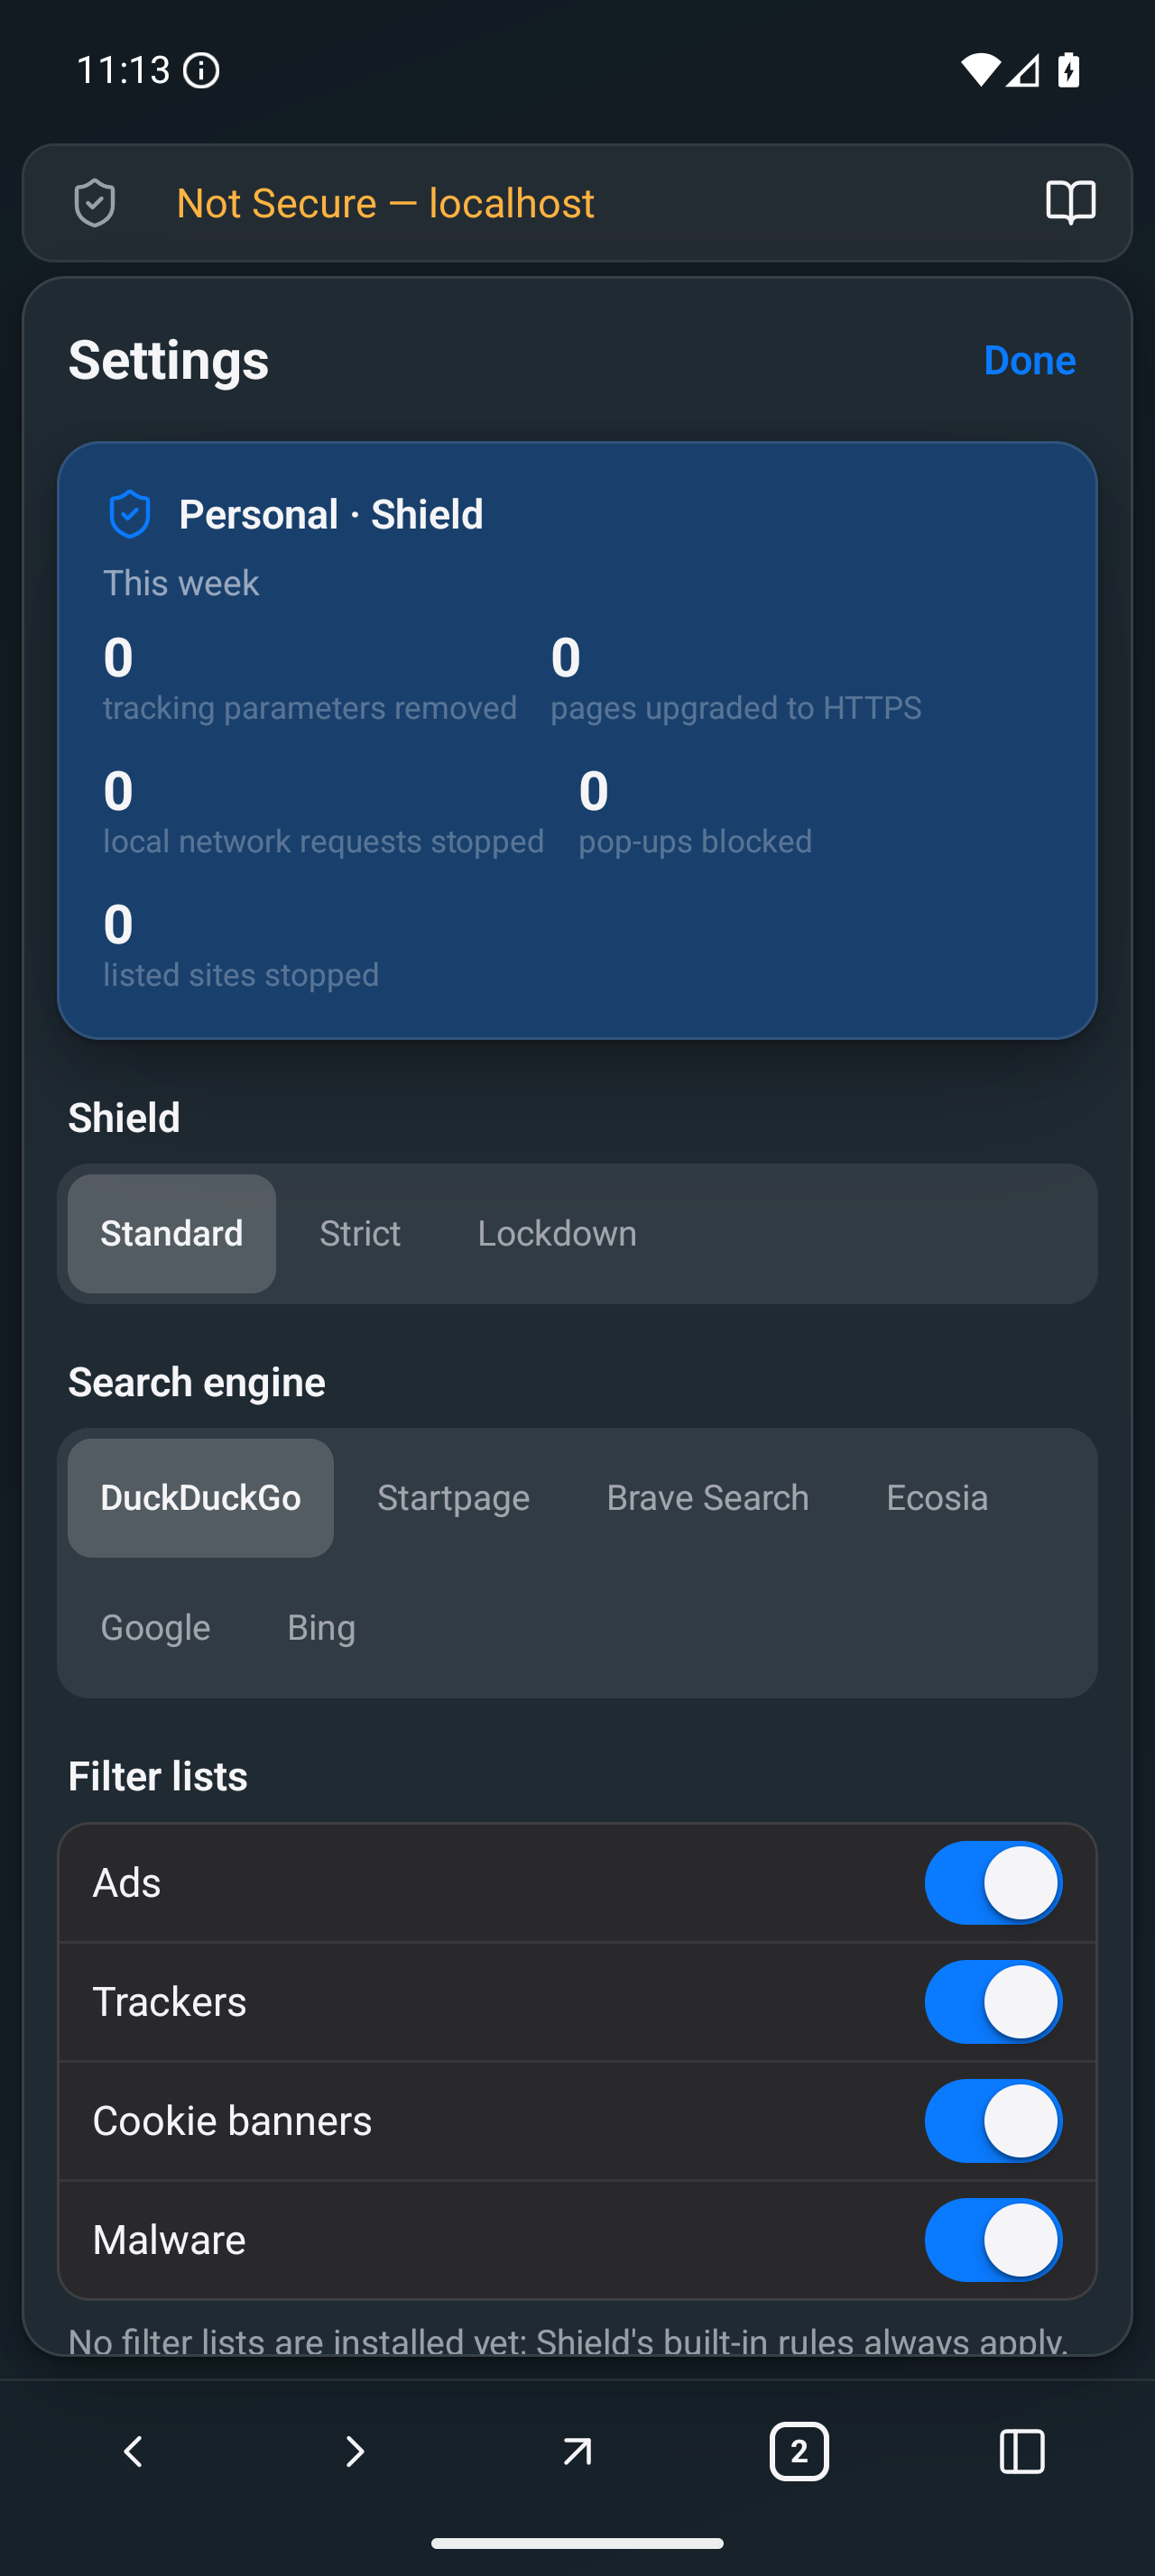 11:13
Not Secure — localhost
Settings
Done
Personal · Shield
This week
0 0
tracking parameters removed pages upgraded to HTTPS
0 0
local network requests stopped pop-ups blocked
0
listed sites stopped
Shield
Standard Strict Lockdown
Search engine
DuckDuckGo Startpage Brave Search Ecosia
Google Bing
Filter lists
Ads
Trackers
Cookie banners
Malware
No filter lists are installed yet; Shield's built-in rules always apply.
2